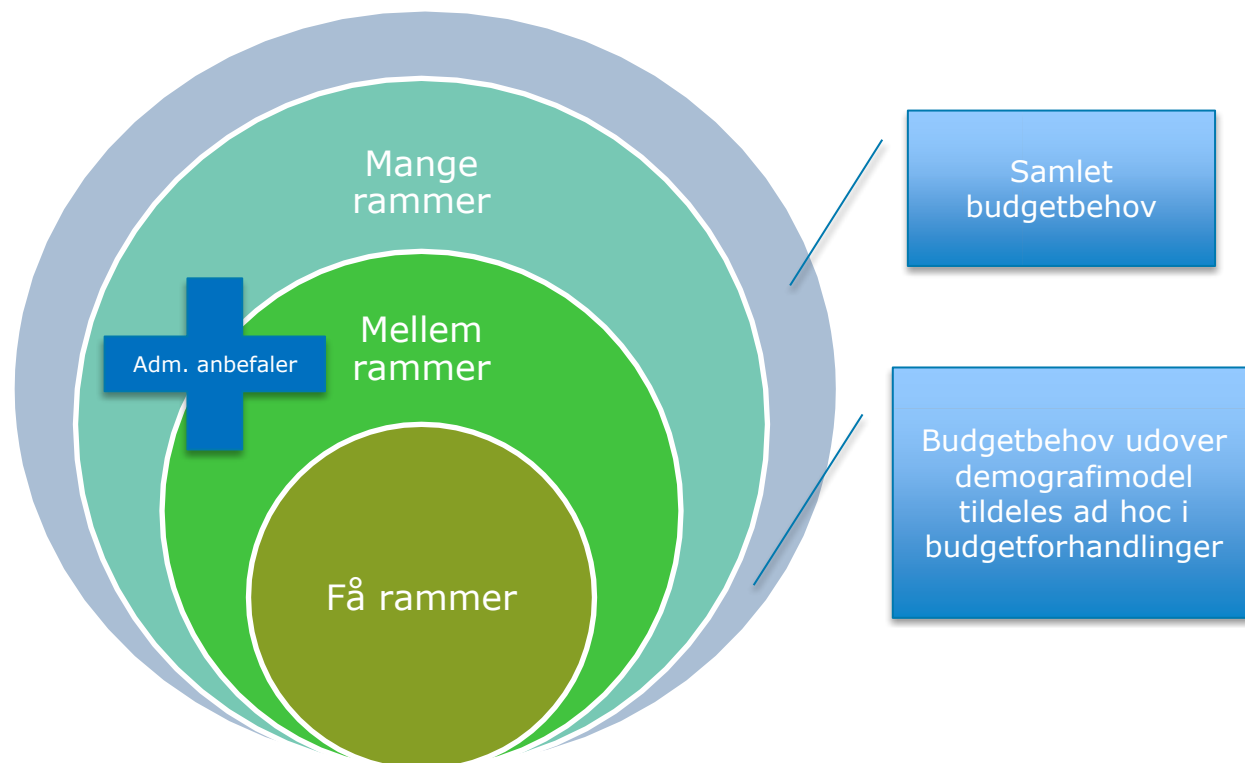 Mange
rammer
Mellem
rammer
Adm. anbefaler
Få rammer
Samlet
budgetbehov
Budgetbehov udover
demografimodel
tildeles ad hoc i
budgetforhandlinger